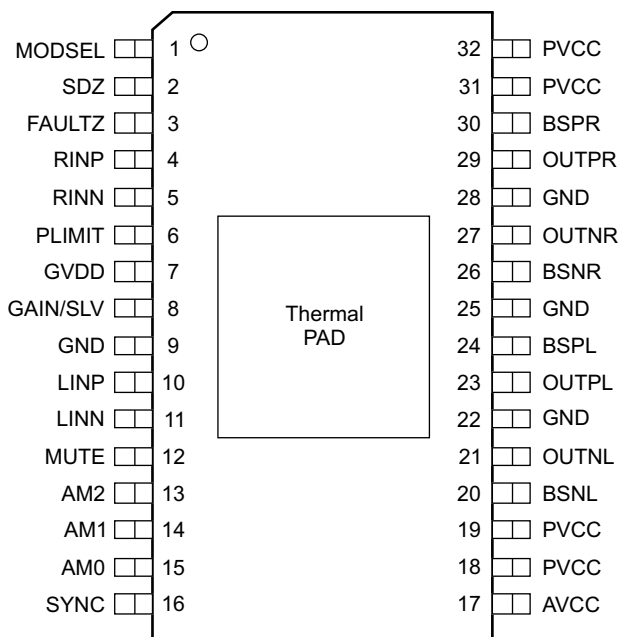 MODSEL 1 32 PVCC
SDZ 2 31 PVCC
FAULTZ 3 30 BSPR
RINP 4 29 OUTPR
RINN 5 28 GND
PLIMIT 6 27 OUTNR
GVDD 7 26 BSNR
GAIN/SLV 8 25 GND
Thermal
PAD
GND 9 24 BSPL
LINP 10 23 OUTPL
LINN 11 22 GND
MUTE 12 21 OUTNL
AM2 13 20 BSNL
AM1 14 19 PVCC
AM0 15 18 PVCC
SYNC 16 17 AVCC